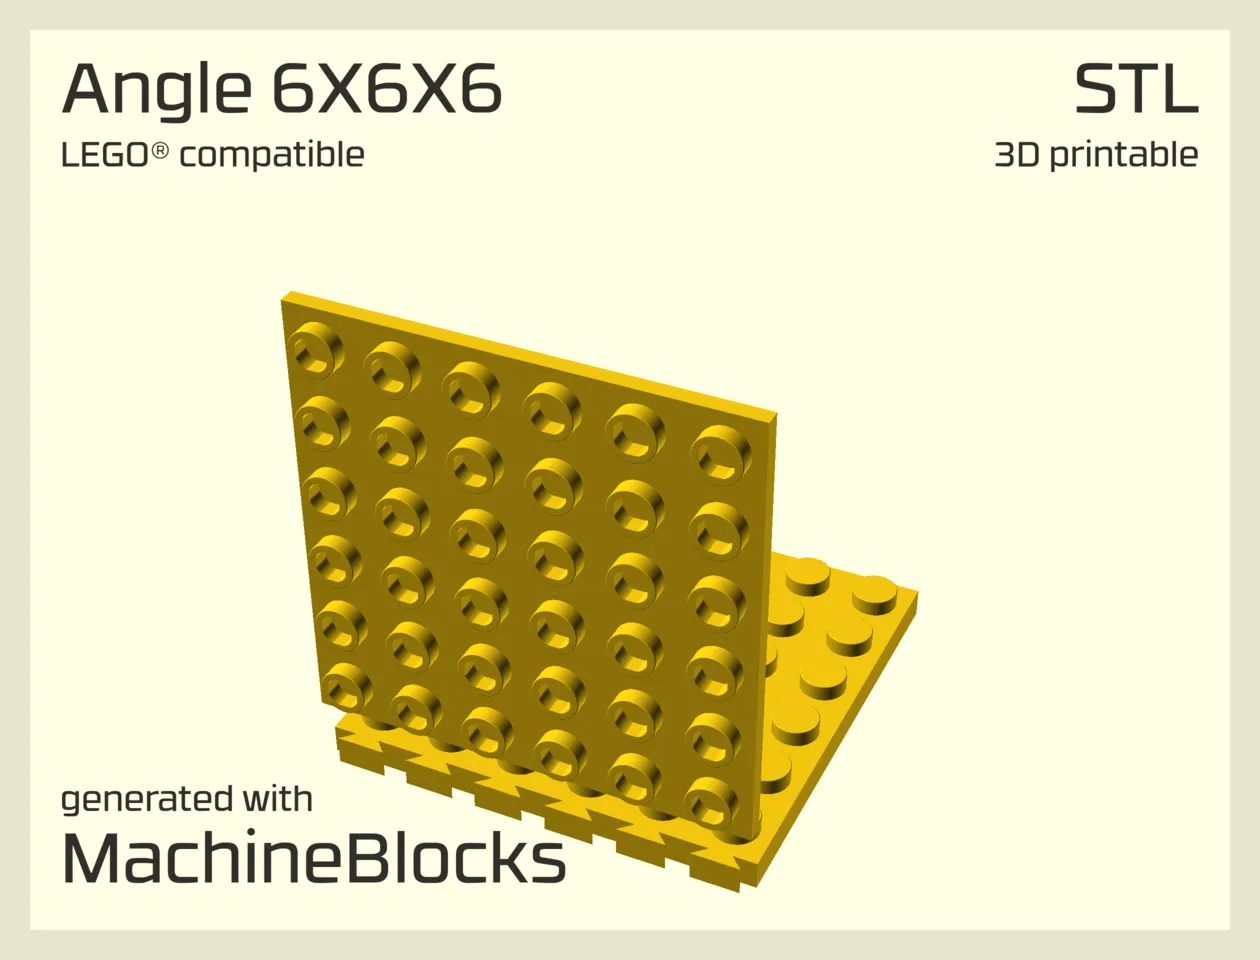 Angle 6X6X6
LEGO® compatible
STL
3D printable
generated with
MachineBlocks